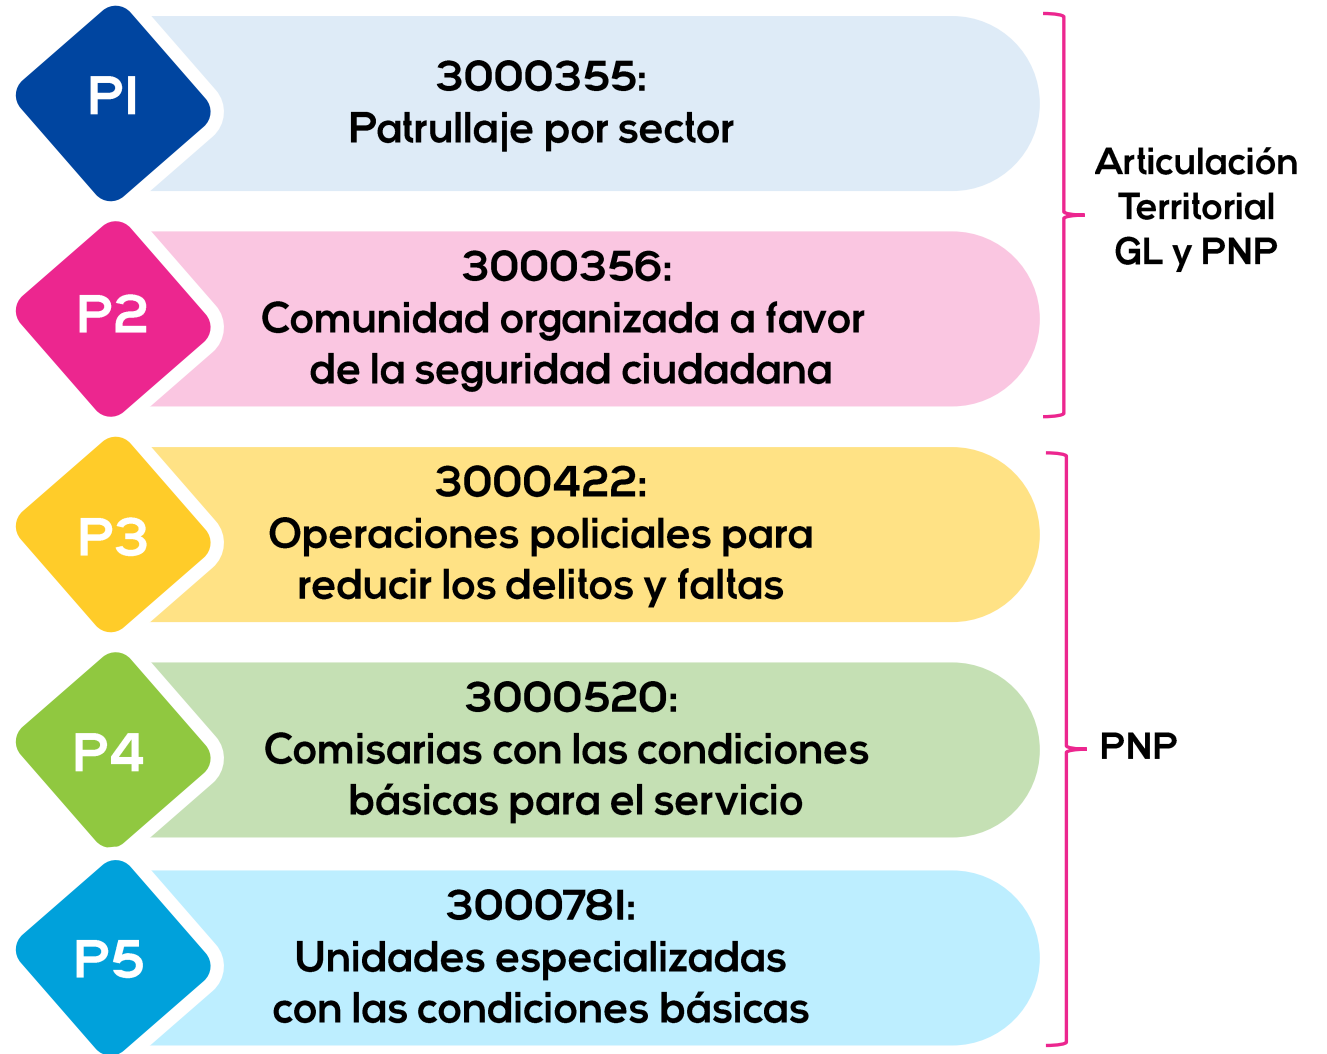 P1
3000355:
Patrullaje por sector
P2
3000356:
Comunidad organizada a favor
de la seguridad ciudadana
Articulación
Territorial
GL y PNP
P3
3000422:
Operaciones policiales para
reducir los delitos y faltas
P4
3000520:
Comisarias con las condiciones
básicas para el servicio
P5
3000781:
Unidades especializadas
con las condiciones básicas
PNP